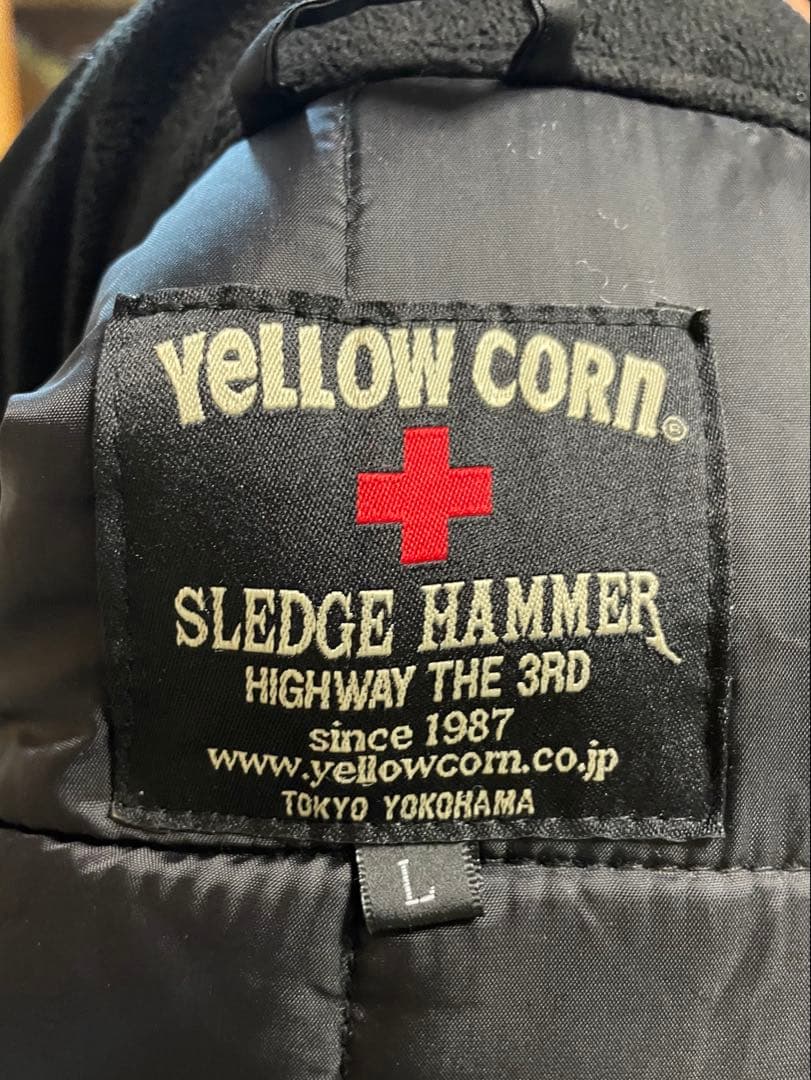 YeLLOW CORn®
SLEDGE HAMMER
HIGHWAY THE 3RD
since 1987
www.yellowcorn.co.jp
TOKYO YOKOHAMA
L